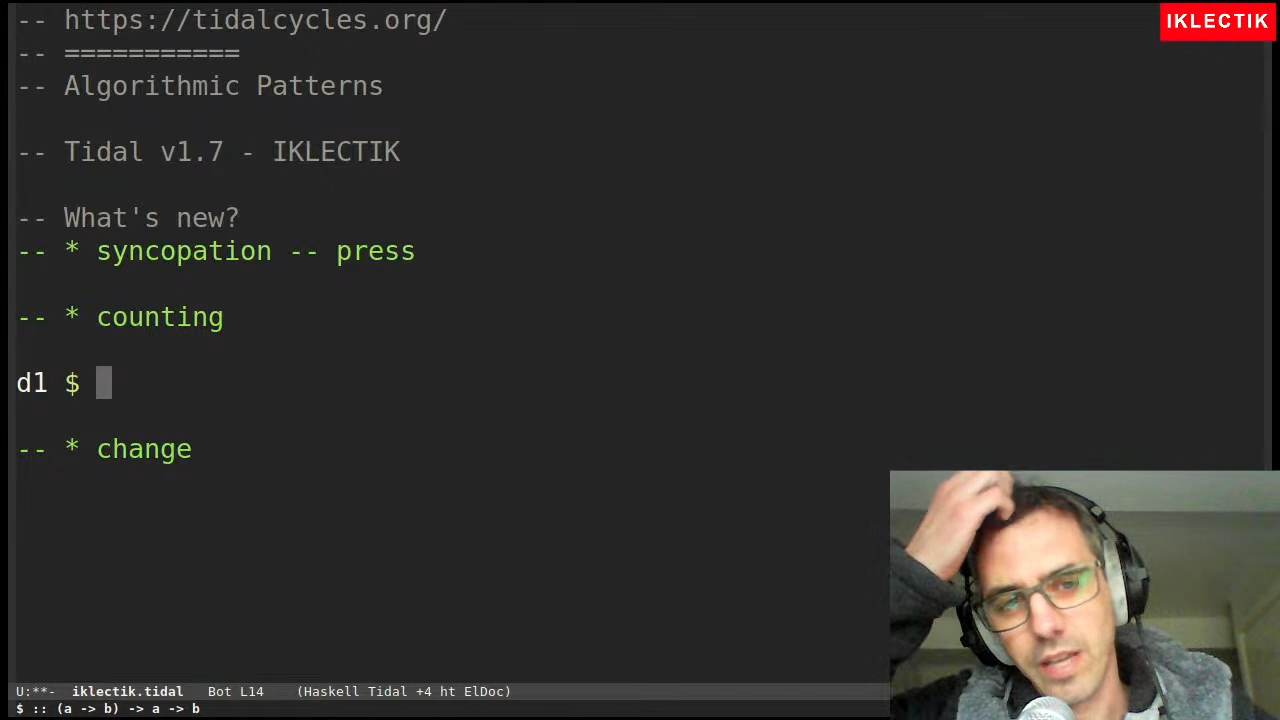 -- https://tidalcycles.org/
IKLECTIK
-- ===========
-- Algorithmic Patterns
-- Tidal v1.7 - IKLECTIK
-- What's new?
-- * syncopation -- press
-- * counting
d1 $
-- * change
U:**-  iklectik.tidal   Bot L14    (Haskell Tidal +4 ht ElDoc)
$ :: (a -> b) -> a -> b